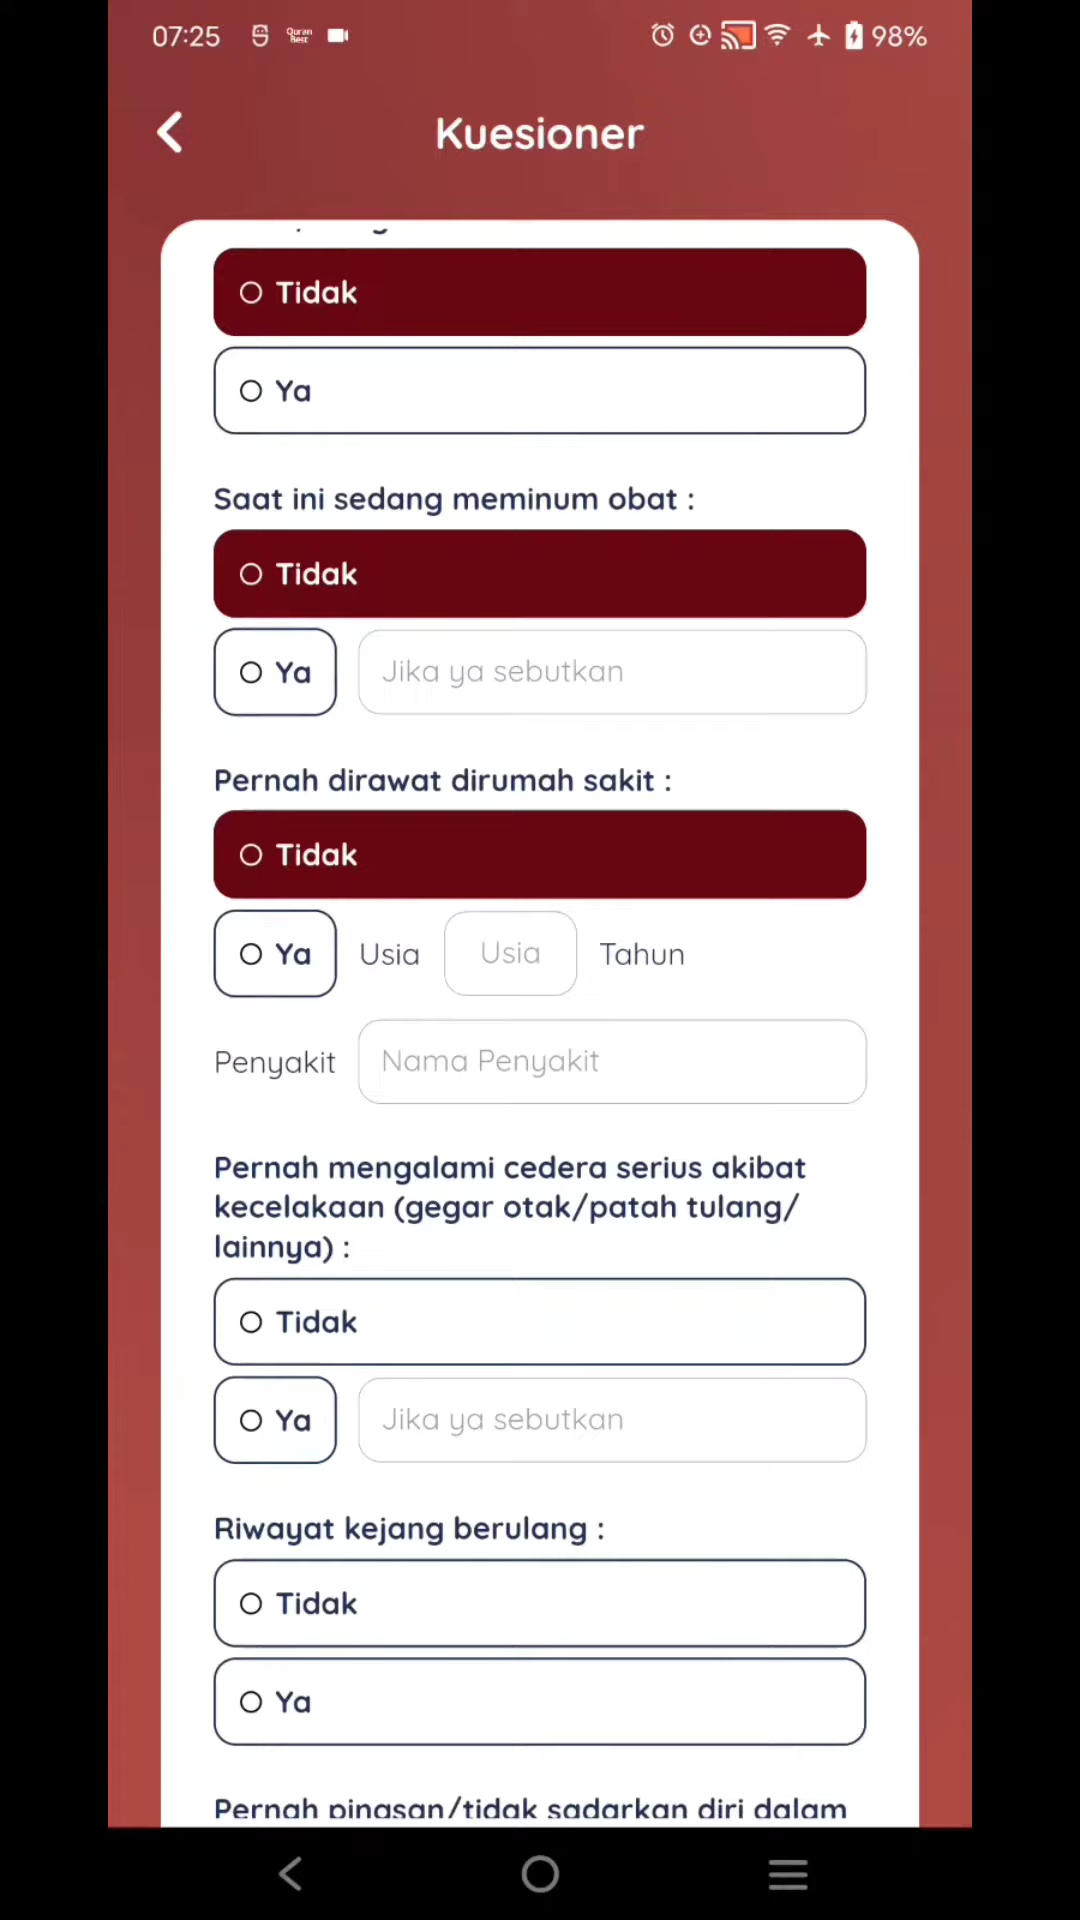 07:25 Quran Best 98%
Kuesioner
Tidak
Ya
Saat ini sedang meminum obat :
Tidak
Ya Jika ya sebutkan
Pernah dirawat dirumah sakit :
Tidak
Ya Usia Usia Tahun
Penyakit Nama Penyakit
Pernah mengalami cedera serius akibat
kecelakaan (gegar otak/patah tulang/
lainnya) :
Tidak
Ya Jika ya sebutkan
Riwayat kejang berulang :
Tidak
Ya
Pernah pingsan/tidak sadarkan diri dalam